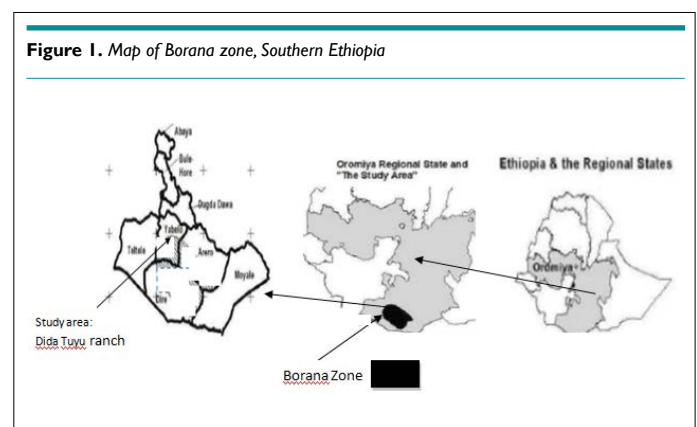 Figure 1. Map of Borana zone, Southern Ethiopia
Abaya
Bule-
Hore
Dugda Dawa
Yabelo
Taltele
Arero
Moyale
Dire
Study area:
Dida Tuyu ranch
Oromiya Regional State and
"The Study Area"
Borana Zone
Ethiopia & the Regional States
Oromiya